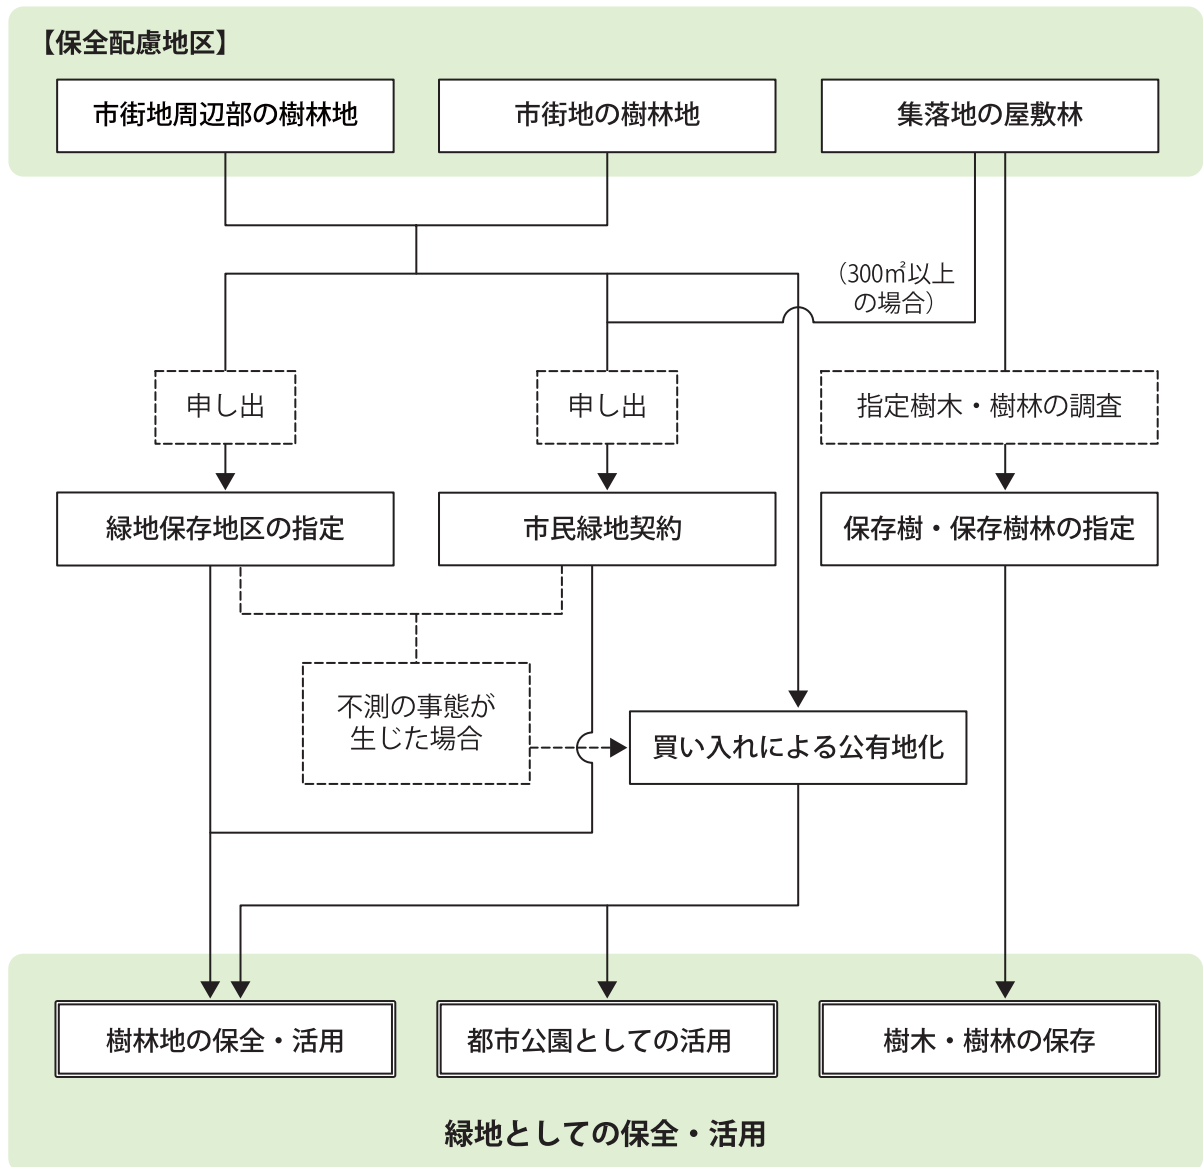 【保全配慮地区】
市街地周辺部の樹林地
市街地の樹林地
集落地の屋敷林
（300㎡以上
の場合）
申し出
申し出
指定樹木・樹林の調査
緑地保存地区の指定
市民緑地契約
保存樹・保存樹林の指定
不測の事態が
生じた場合
買い入れによる公有地化
樹林地の保全・活用
都市公園としての活用
樹木・樹林の保存
緑地としての保全・活用